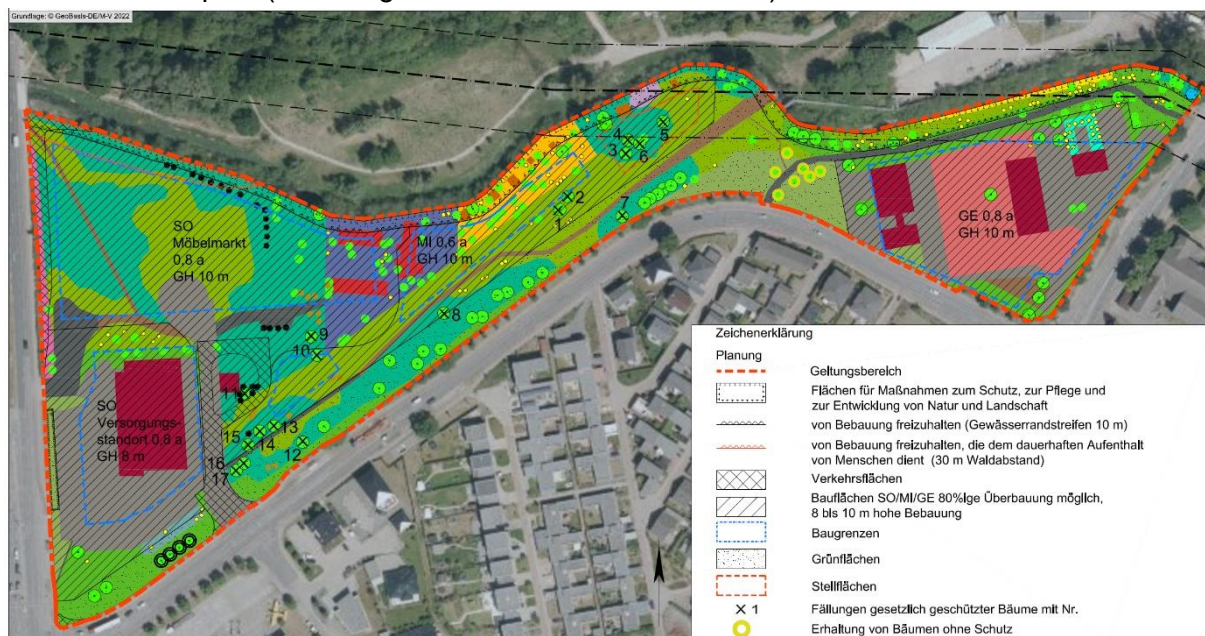 Grundlage: © GeoBasis-DE/M-V 2022
SO
Möbelmarkt
0,8 a
GH 10 m
MI 0,6 a
GH 10 m
GE 0,8 a
GH 10 m
SO
Versorgungs-
standort 0,8 a
GH 8 m
1
2
3
4
5
6
7
8
9
10
11
12
13
14
15
16
17
Zeichenerklärung
Planung
Geltungsbereich
Flächen für Maßnahmen zum Schutz, zur Pflege und
zur Entwicklung von Natur und Landschaft
von Bebauung freizuhalten (Gewässerrandstreifen 10 m)
von Bebauung freizuhalten, die dem dauerhaften Aufenthalt
von Menschen dient (30 m Waldabstand)
Verkehrsflächen
Bauflächen SO/MI/GE 80%ige Überbauung möglich,
8 bis 10 m hohe Bebauung
Baugrenzen
Grünflächen
Stellflächen
1 Fällungen gesetzlich geschützter Bäume mit Nr.
Erhaltung von Bäumen ohne Schutz